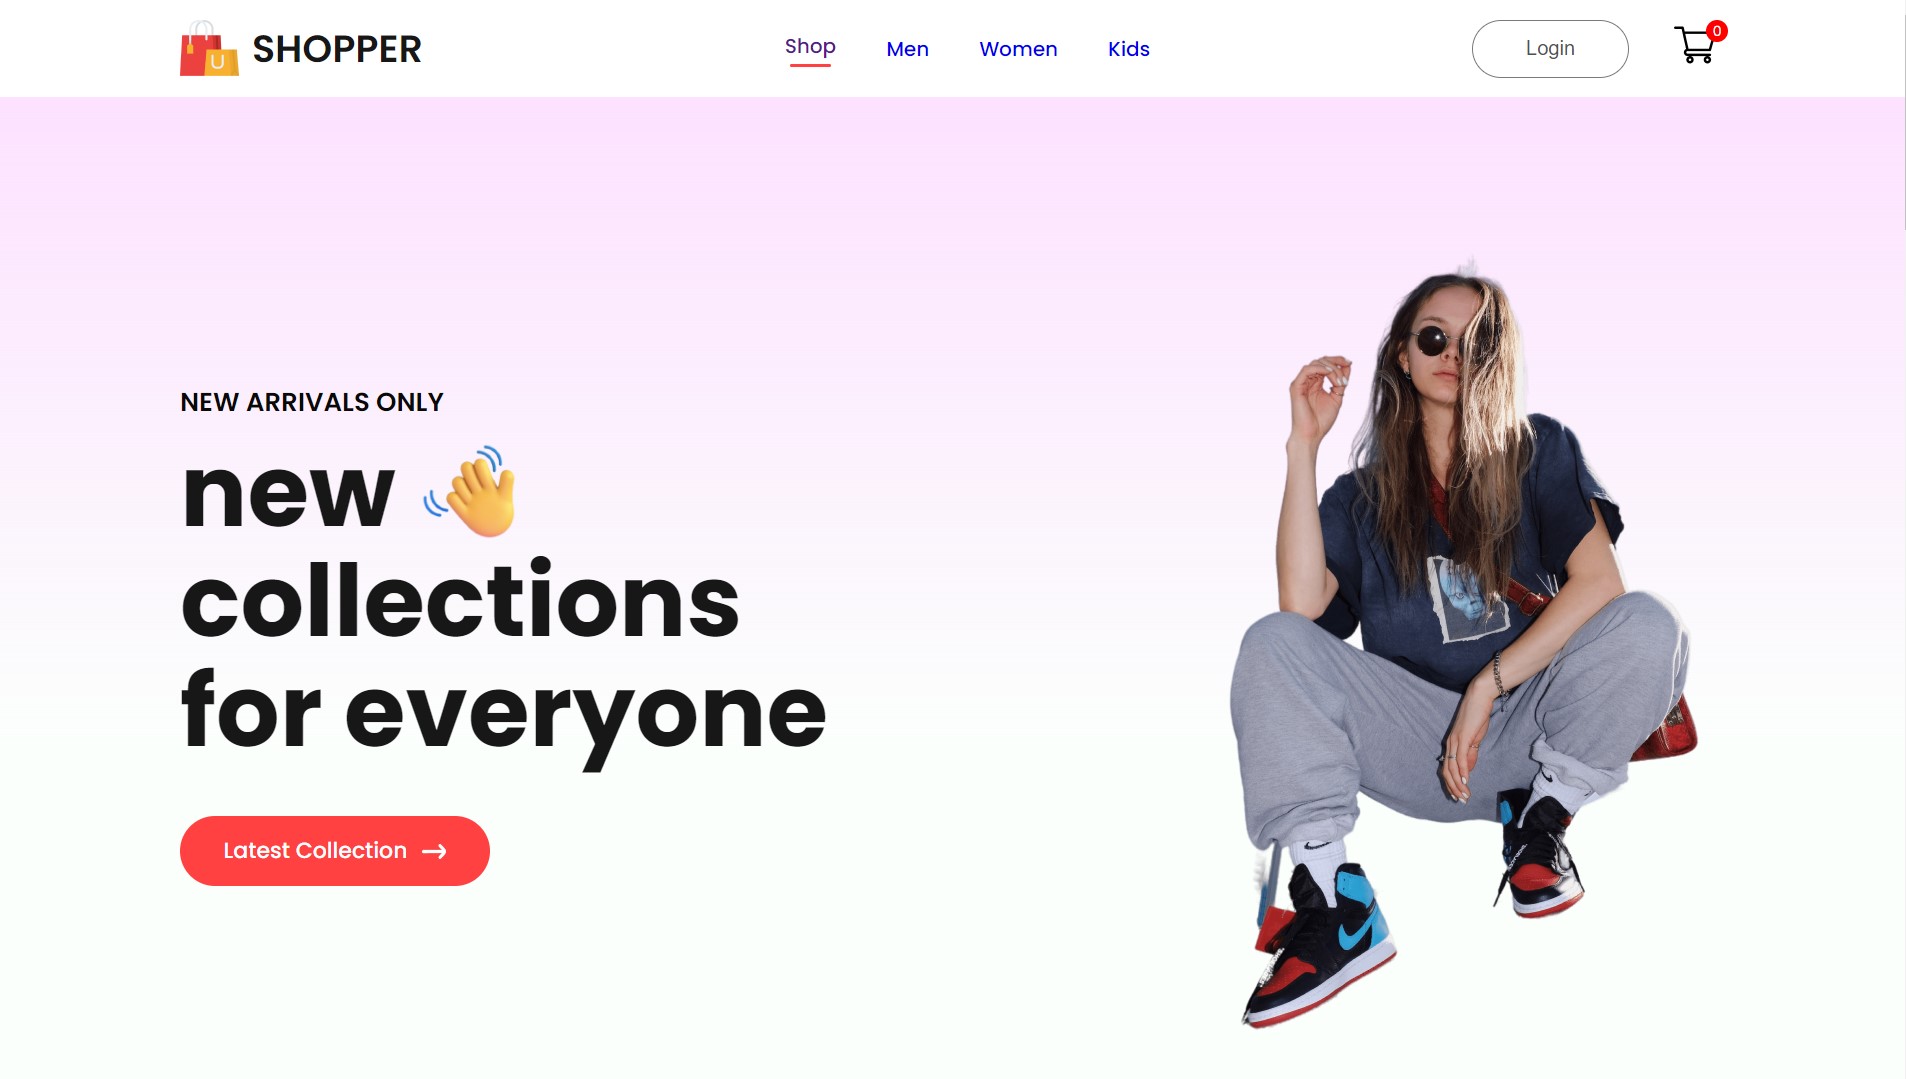 SHOPPER
Shop
Men
Women
Kids
Login
0
NEW ARRIVALS ONLY
new 👋
collections
for everyone
Latest Collection →